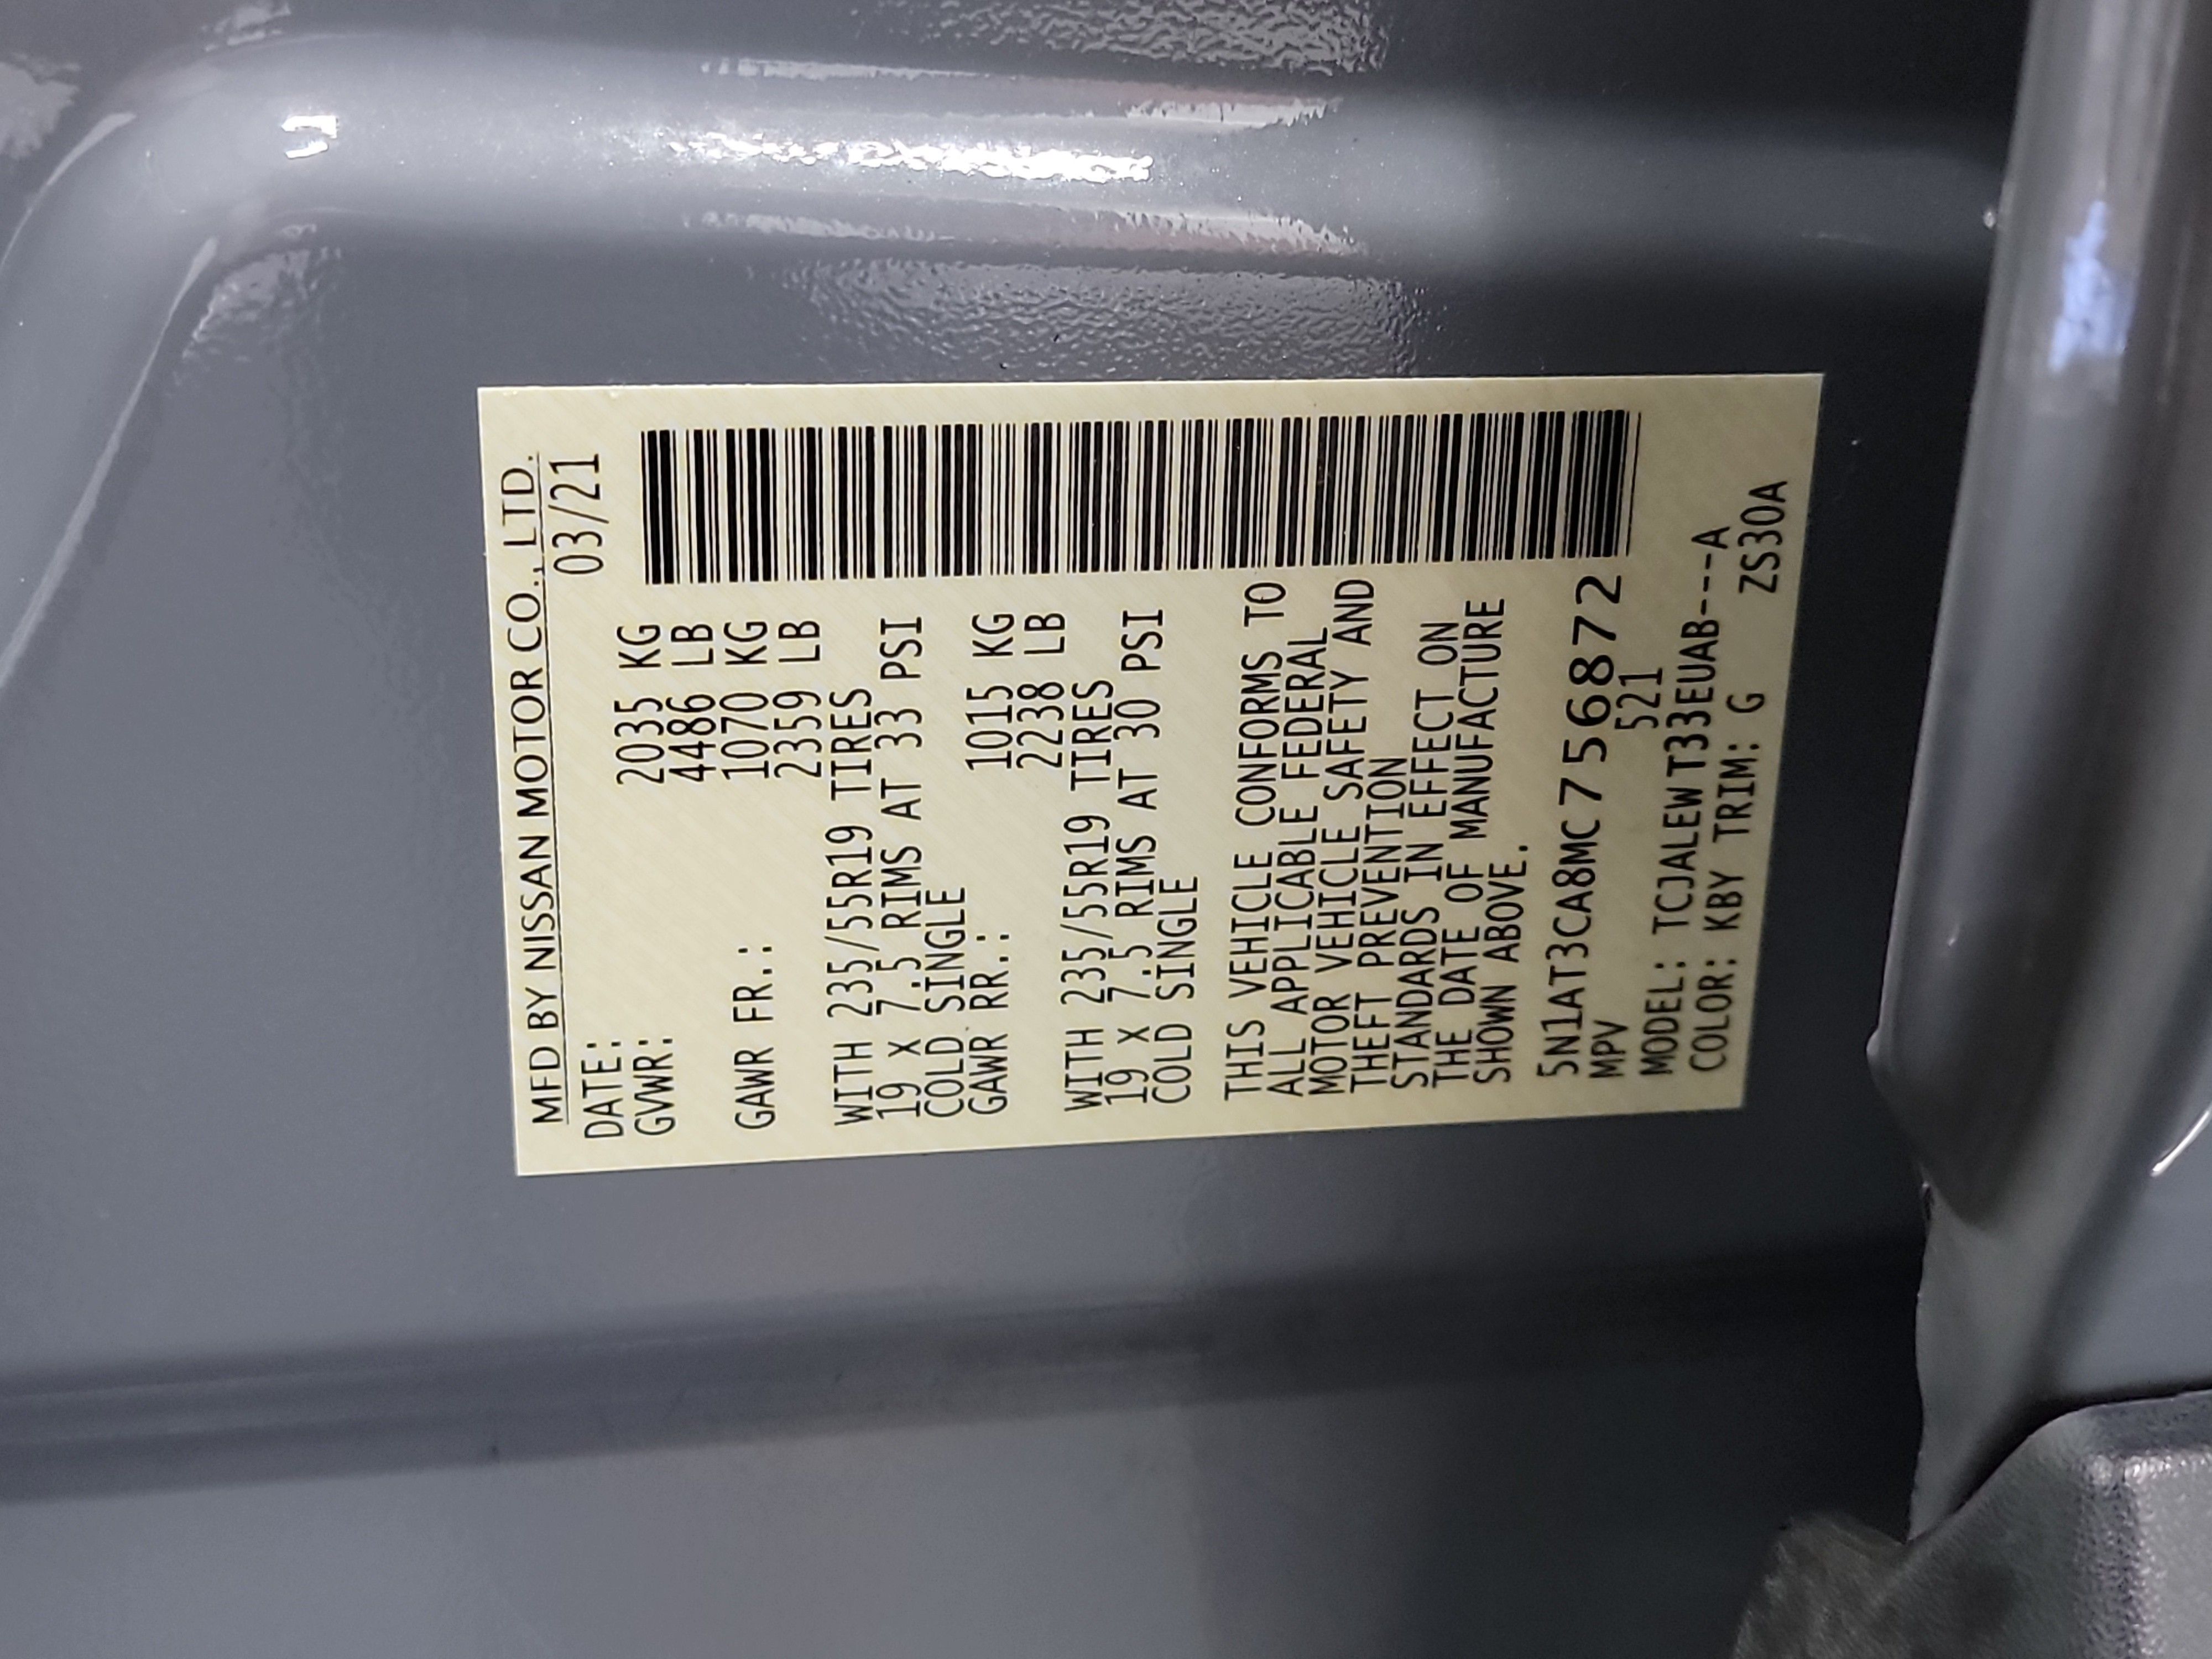 MFD BY NISSAN MOTOR CO., LTD.
DATE: 03/21
GVWR: 2035 KG
4486 LB
GAWR FR.: 1070 KG
2359 LB
WITH 235/55R19 TIRES
19 X 7.5 RIMS AT 33 PSI
COLD SINGLE
GAWR RR.: 1015 KG
2238 LB
WITH 235/55R19 TIRES
19 X 7.5 RIMS AT 30 PSI
COLD SINGLE
THIS VEHICLE CONFORMS TO
ALL APPLICABLE FEDERAL
MOTOR VEHICLE SAFETY AND
THEFT PREVENTION
STANDARDS IN EFFECT ON
THE DATE OF MANUFACTURE
SHOWN ABOVE.
5N1AT3CA8MC756872
MPV 521
MODEL: TCJALEWT33EUAB---A
COLOR: KBY TRIM: G ZS30A